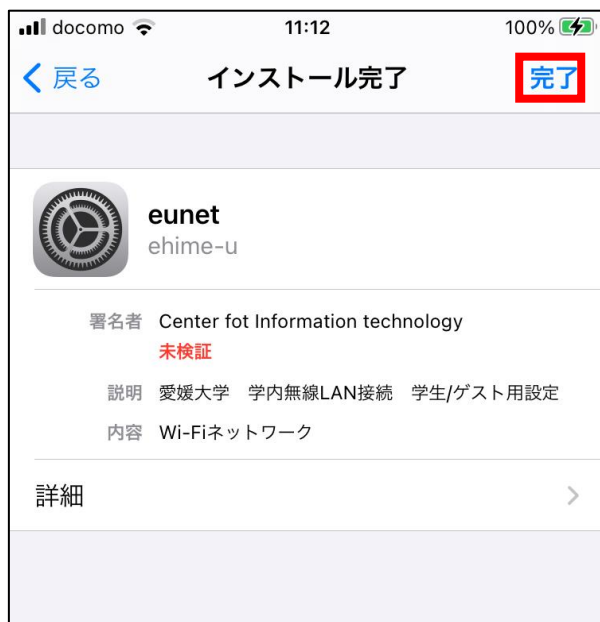 docomo 11:12 100%
戻る インストール完了 完了
eunet
ehime-u
署名者 Center fot Information technology
未検証
説明 愛媛大学 学内無線LAN接続 学生/ゲスト用設定
内容 Wi-Fiネットワーク
詳細